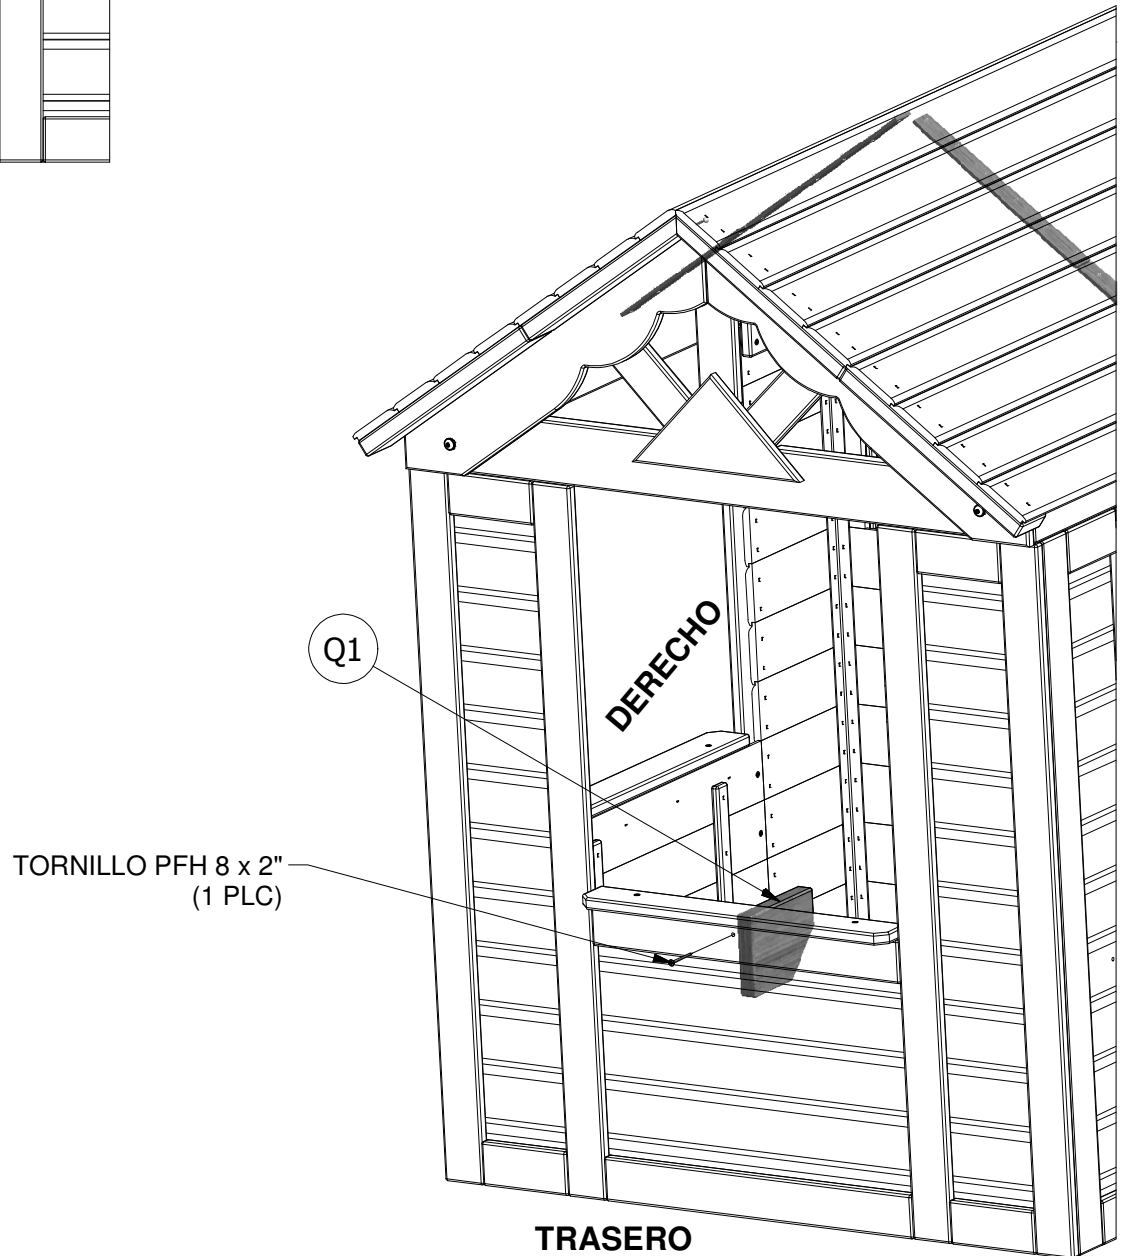 Q1
DERECHO
TORNILLO PFH 8 x 2"
(1 PLC)
TRASERO